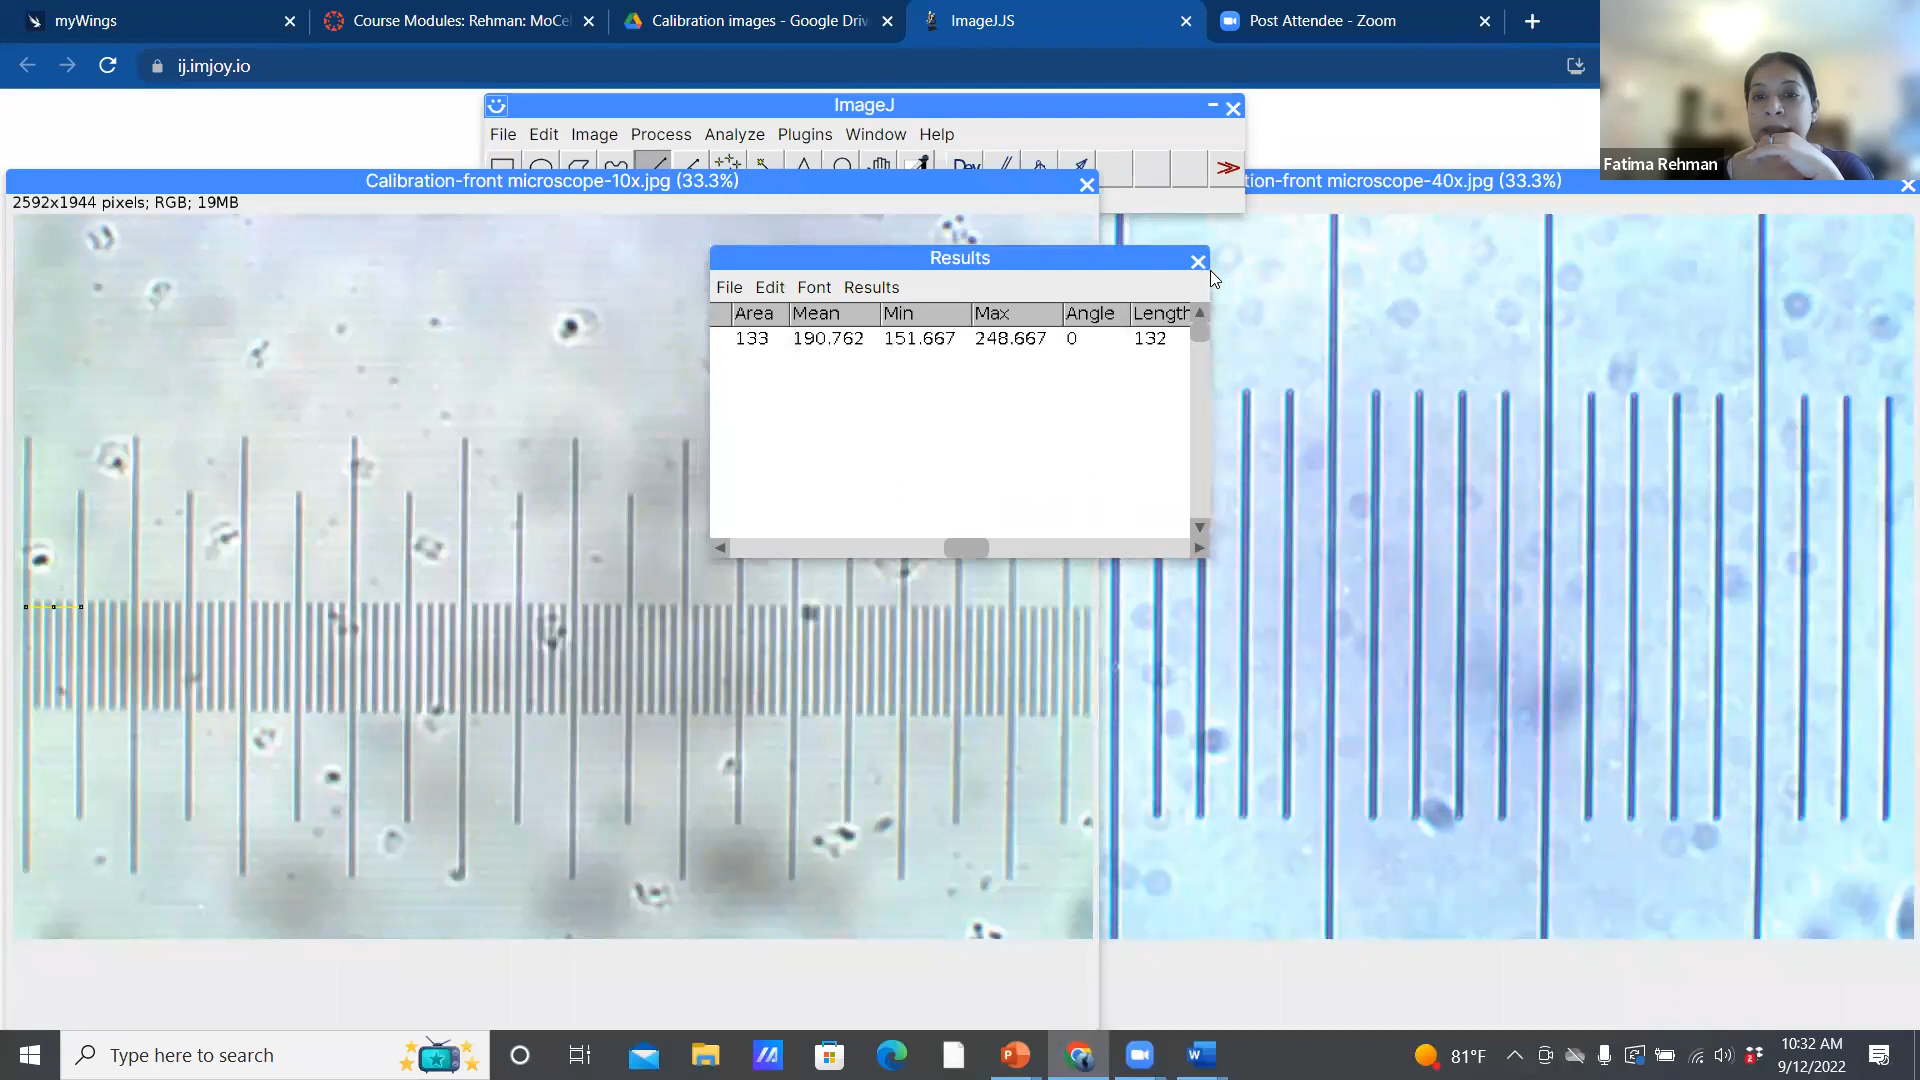 myWings
Course Modules: Rehman: MoCe
Calibration images - Google Driv
ImageJ.JS
Post Attendee - Zoom
ij.imjoy.io
Fatima Rehman
ImageJ
File Edit Image Process Analyze Plugins Window Help
Dev
Calibration-front microscope-10x.jpg (33.3%)
tion-front microscope-40x.jpg (33.3%)
2592x1944 pixels; RGB; 19MB
Results
File Edit Font Results
Area Mean Min Max Angle Length
133 190.762 151.667 248.667 0 132
Type here to search
81°F
10:32 AM
9/12/2022